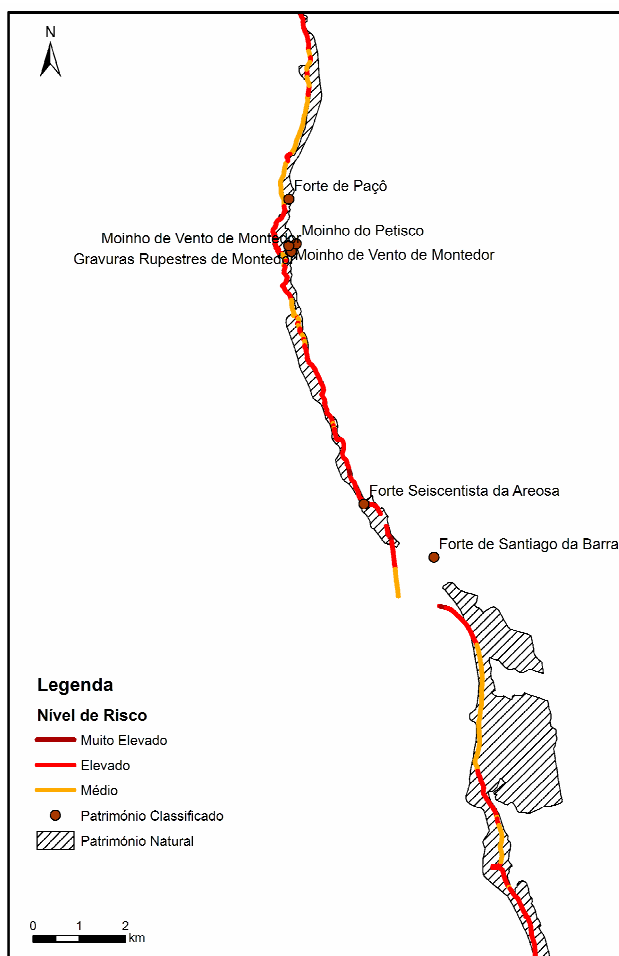 N
Forte de Paçô
Moinho do Petisco
Moinho de Vento de Montedor
Gravuras Rupestres de Montedor
Moinho de Vento de Montedor
Forte Seiscentista da Areosa
Forte de Santiago da Barra
Legenda
Nível de Risco
Muito Elevado
Elevado
Médio
Património Classificado
Património Natural
0 1 2
km